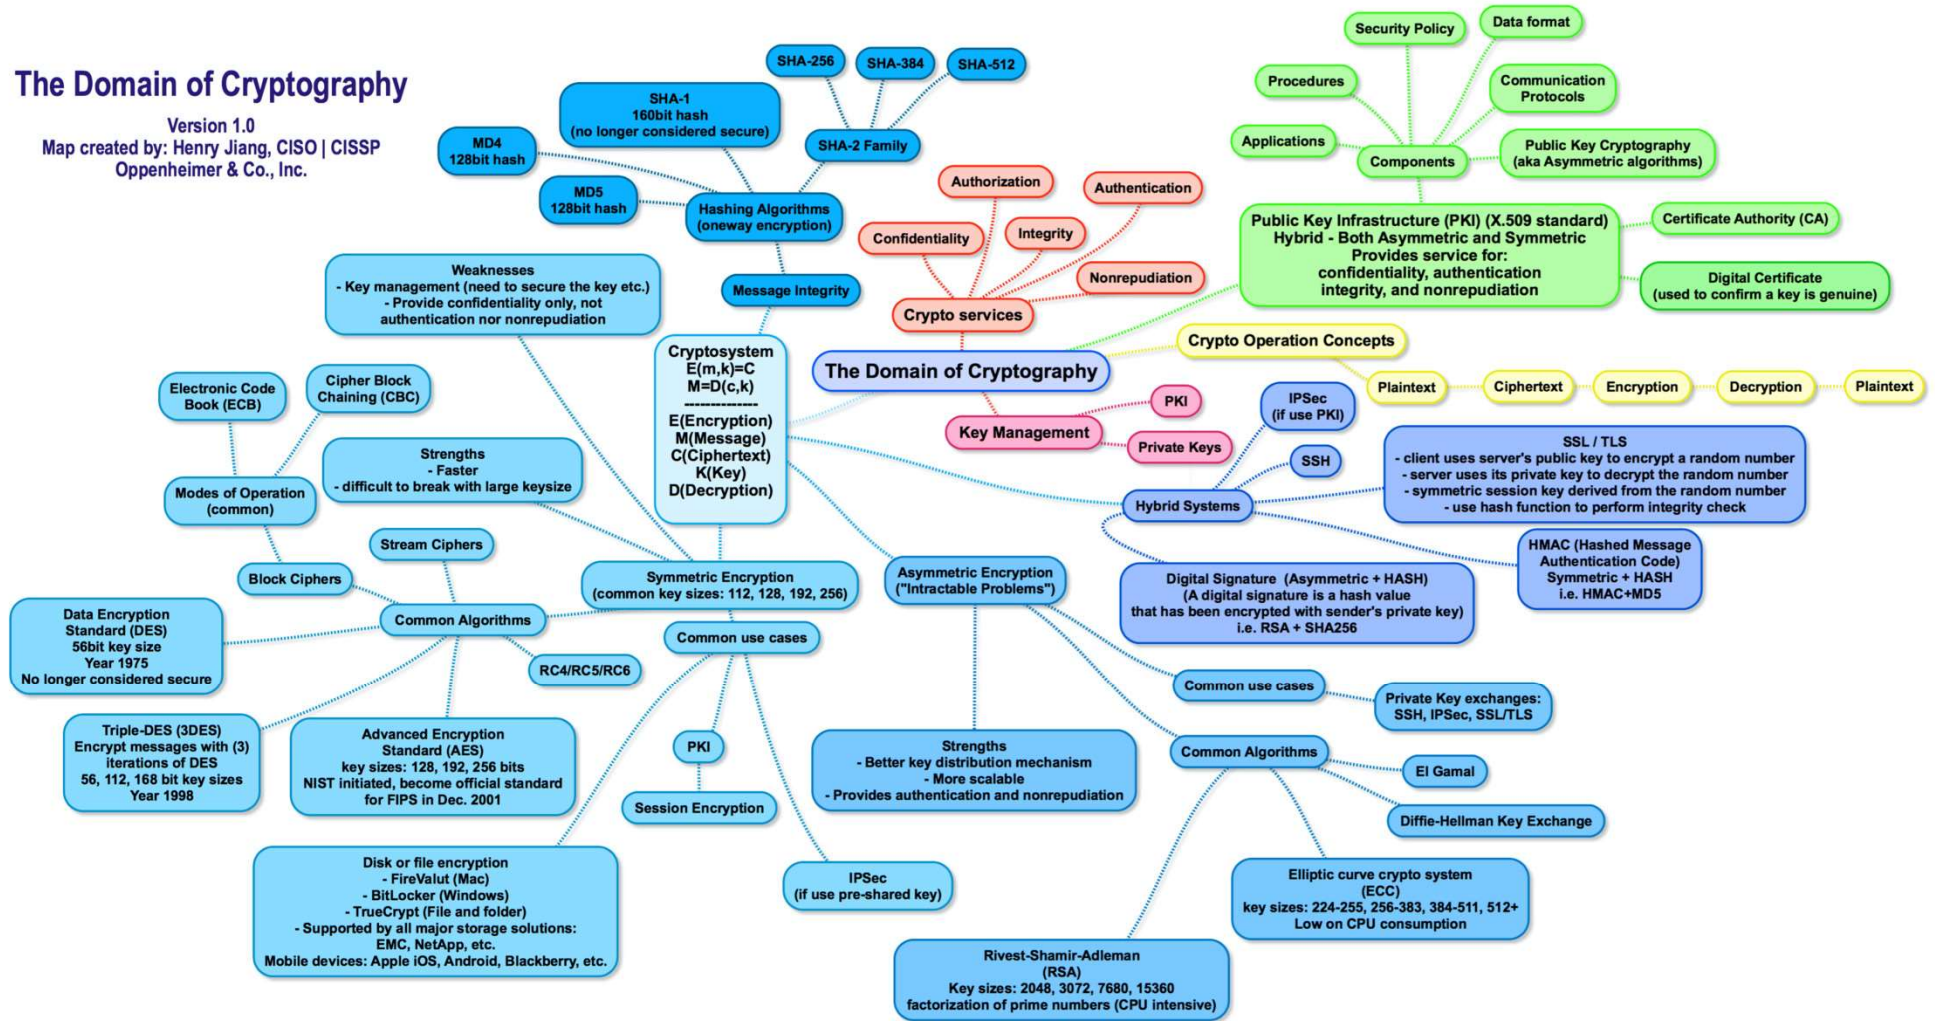 The Domain of Cryptography
Version 1.0
Map created by: Henry Jiang, CISO | CISSP
Oppenheimer & Co., Inc.
SHA-256
SHA-384
SHA-512
SHA-1
160bit hash
(no longer considered secure)
MD4
128bit hash
SHA-2 Family
MD5
128bit hash
Hashing Algorithms
(oneway encryption)
Message Integrity
Authorization
Authentication
Confidentiality
Integrity
Nonrepudiation
Crypto services
Security Policy
Data format
Procedures
Communication
Protocols
Applications
Components
Public Key Cryptography
(aka Asymmetric algorithms)
Public Key Infrastructure (PKI) (X.509 standard)
Hybrid - Both Asymmetric and Symmetric
Provides service for:
confidentiality, authentication
integrity, and nonrepudiation
Certificate Authority (CA)
Digital Certificate
(used to confirm a key is genuine)
The Domain of Cryptography
Crypto Operation Concepts
Plaintext
Ciphertext
Encryption
Decryption
Plaintext
Key Management
PKI
Private Keys
Cryptosystem
E(m,k)=C
M=D(c,k)
--------------
E(Encryption)
M(Message)
C(Ciphertext)
K(Key)
D(Decryption)
Weaknesses
- Key management (need to secure the key etc.)
- Provide confidentiality only, not
authentication nor nonrepudiation
Electronic Code
Book (ECB)
Cipher Block
Chaining (CBC)
Strengths
- Faster
- difficult to break with large keysize
Modes of Operation
(common)
Stream Ciphers
Block Ciphers
Symmetric Encryption
(common key sizes: 112, 128, 192, 256)
Data Encryption
Standard (DES)
56bit key size
Year 1975
No longer considered secure
Common Algorithms
RC4/RC5/RC6
Common use cases
Triple-DES (3DES)
Encrypt messages with (3)
iterations of DES
56, 112, 168 bit key sizes
Year 1998
Advanced Encryption
Standard (AES)
key sizes: 128, 192, 256 bits
NIST initiated, become official standard
for FIPS in Dec. 2001
PKI
Session Encryption
Disk or file encryption
- FireValut (Mac)
- BitLocker (Windows)
- TrueCrypt (File and folder)
- Supported by all major storage solutions:
EMC, NetApp, etc.
Mobile devices: Apple iOS, Android, Blackberry, etc.
IPSec
(if use pre-shared key)
IPSec
(if use PKI)
SSH
Hybrid Systems
SSL / TLS
- client uses server's public key to encrypt a random number
- server uses its private key to decrypt the random number
- symmetric session key derived from the random number
- use hash function to perform integrity check
HMAC (Hashed Message
Authentication Code)
Symmetric + HASH
i.e. HMAC+MD5
Digital Signature (Asymmetric + HASH)
(A digital signature is a hash value
that has been encrypted with sender's private key)
i.e. RSA + SHA256
Asymmetric Encryption
("Intractable Problems")
Common use cases
Private Key exchanges:
SSH, IPSec, SSL/TLS
Strengths
- Better key distribution mechanism
- More scalable
- Provides authentication and nonrepudiation
Common Algorithms
El Gamal
Diffie-Hellman Key Exchange
Elliptic curve crypto system
(ECC)
key sizes: 224-255, 256-383, 384-511, 512+
Low on CPU consumption
Rivest-Shamir-Adleman
(RSA)
Key sizes: 2048, 3072, 7680, 15360
factorization of prime numbers (CPU intensive)